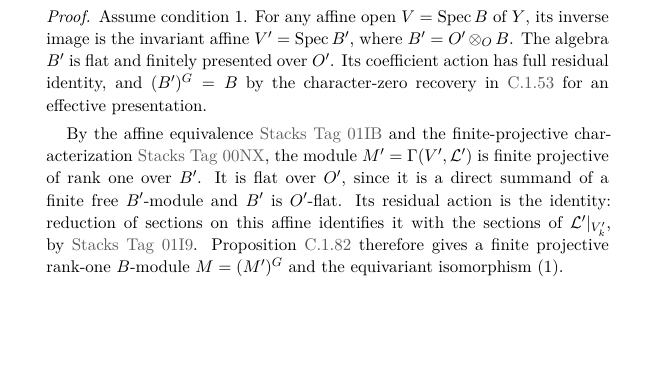 Proof. Assume condition 1. For any affine open V = Spec B of Y, its inverse
image is the invariant affine V′ = Spec B′, where B′ = O′ ⊗_O B. The algebra
B′ is flat and finitely presented over O′. Its coefficient action has full residual
identity, and (B′)^G = B by the character-zero recovery in C.1.53 for an
effective presentation.
By the affine equivalence Stacks Tag 01IB and the finite-projective char-
acterization Stacks Tag 00NX, the module M′ = Γ(V′, ℒ′) is finite projective
of rank one over B′. It is flat over O′, since it is a direct summand of a
finite free B′-module and B′ is O′-flat. Its residual action is the identity:
reduction of sections on this affine identifies it with the sections of ℒ′|_{V′_k},
by Stacks Tag 01I9. Proposition C.1.82 therefore gives a finite projective
rank-one B-module M = (M′)^G and the equivariant isomorphism (1).